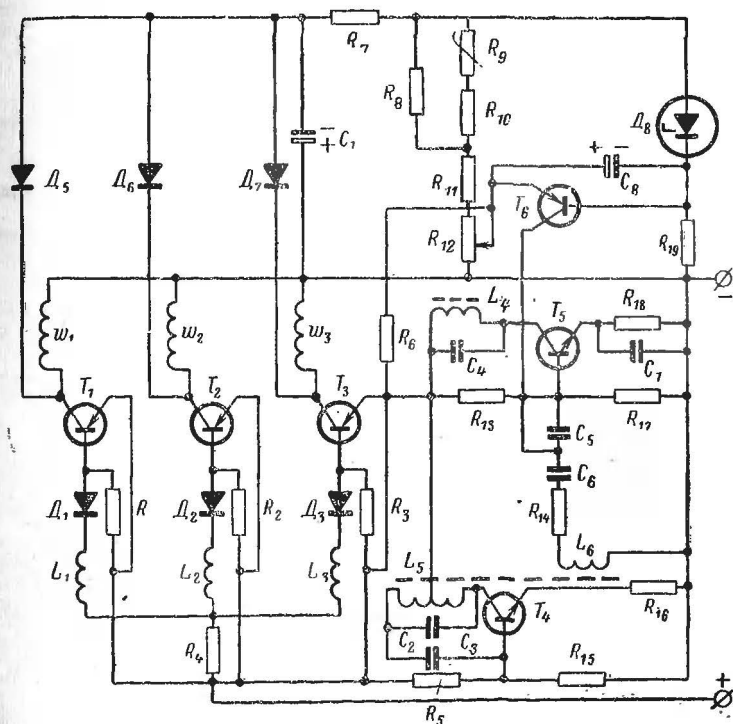 R₇
R₉
R₈
R₁₀
Д₈
− + C₁
+ − C₈
Д₅
Д₆
Д₇
R₁₁
T₆
R₁₂
R₁₉
−
L₄
T₅
R₁₈
w₁
w₂
w₃
R₆
C₄
C₁
T₁
T₂
T₃
R₁₃
R₁₇
C₅
C₆
Д₁
R
Д₂
R₂
Д₃
R₃
R₁₄
L₆
L₁
L₂
L₃
L₅
T₄
R₁₆
C₂
C₃
R₄
R₁₅
+
R₅